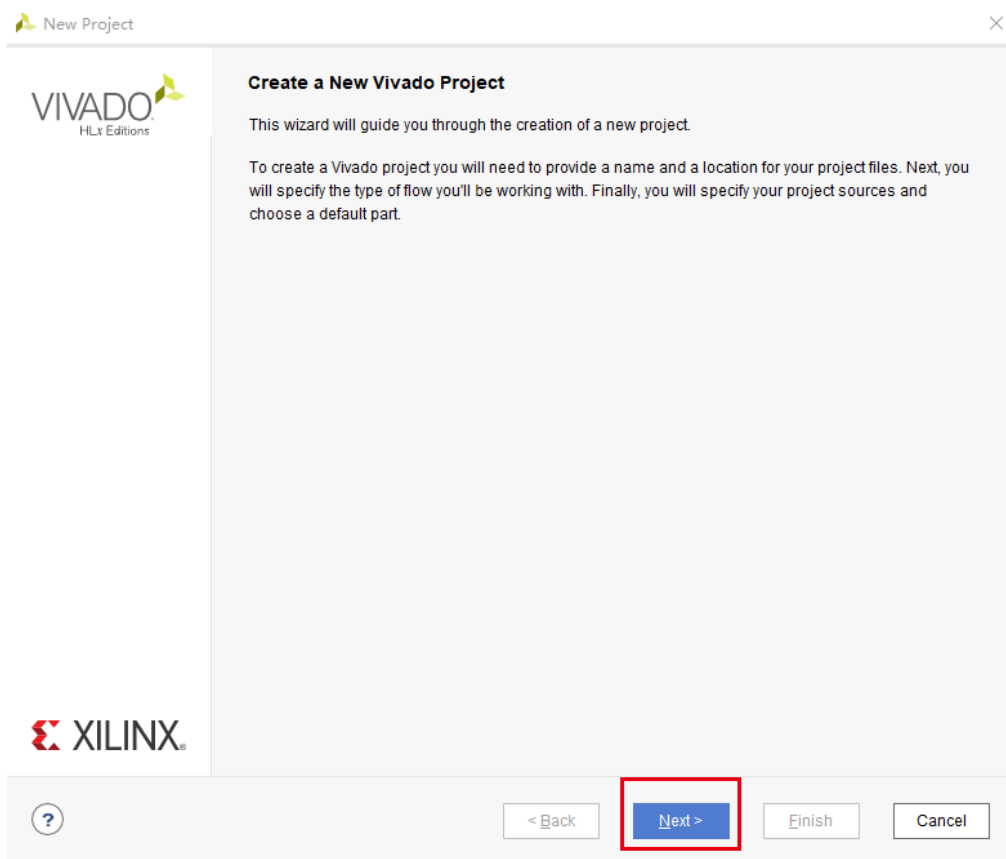 New Project
VIVADO.
HLx Editions
Create a New Vivado Project
This wizard will guide you through the creation of a new project.
To create a Vivado project you will need to provide a name and a location for your project files. Next, you
will specify the type of flow you'll be working with. Finally, you will specify your project sources and
choose a default part.
XILINX®
?
< Back
Next >
Finish
Cancel